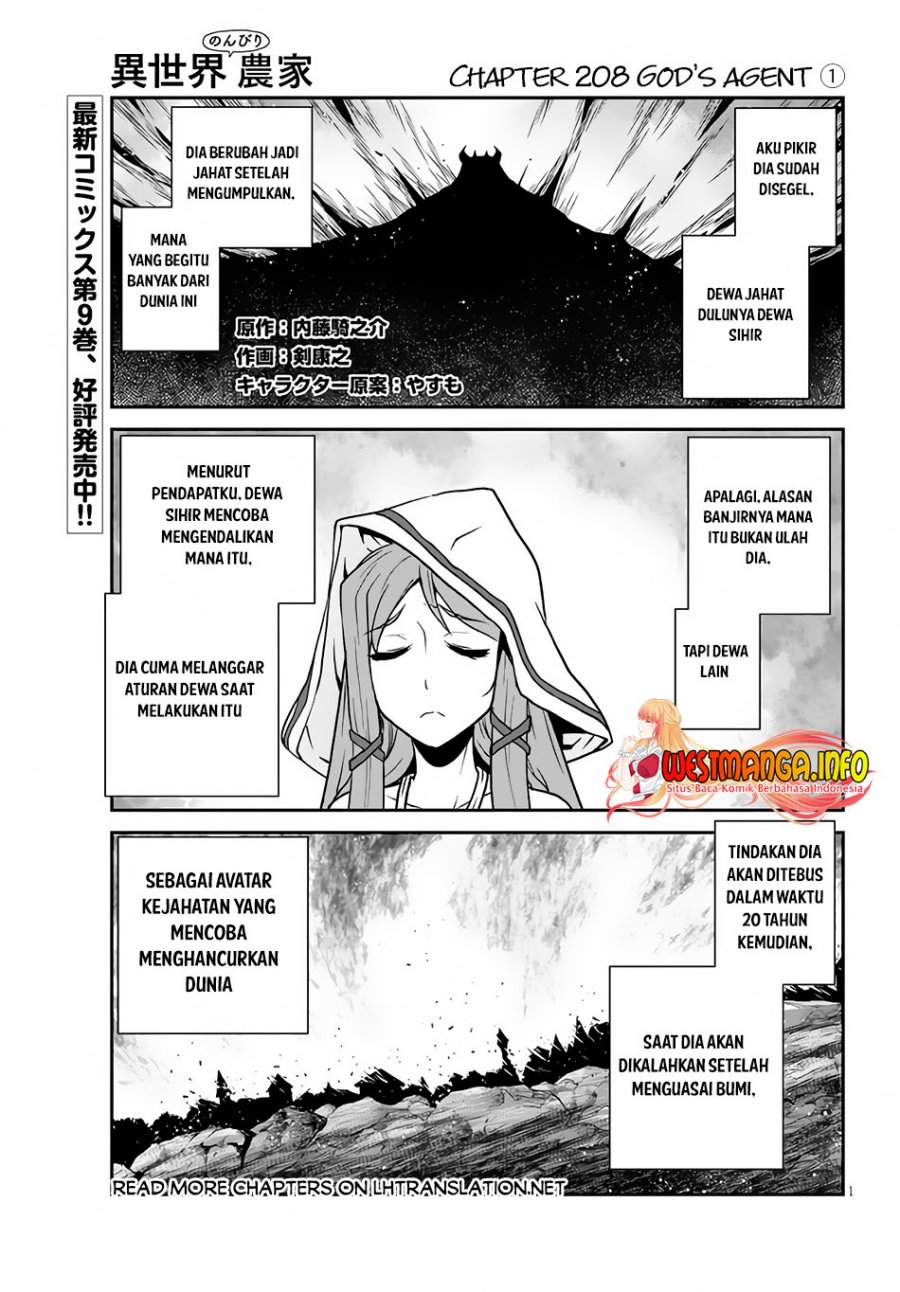 のんびり
異世界 農家
CHAPTER 208 GOD'S AGENT ①
最新コミックス第9巻、好評発売中!!
AKU PIKIR
DIA SUDAH
DISEGEL,
DEWA JAHAT
DULUNYA DEWA
SIHIR
DIA BERUBAH JADI
JAHAT SETELAH
MENGUMPULKAN,
MANA
YANG BEGITU
BANYAK DARI
DUNIA INI
原作：内藤騎之介
作画：剣康之
キャラクター原案：やすも
APALAGI, ALASAN
BANJIRNYA MANA
ITU BUKAN ULAH
DIA,
TAPI DEWA
LAIN
MENURUT
PENDAPATKU, DEWA
SIHIR MENCOBA
MENGENDALIKAN
MANA ITU,
DIA CUMA MELANGGAR
ATURAN DEWA SAAT
MELAKUKAN ITU
WESTMANGA.INFO
Situs Baca Komik Berbahasa Indonesia
TINDAKAN DIA
AKAN DITEBUS
DALAM WAKTU
20 TAHUN
KEMUDIAN,
SAAT DIA AKAN
DIKALAHKAN SETELAH
MENGUASAI BUMI,
SEBAGAI AVATAR
KEJAHATAN YANG
MENCOBA
MENGHANCURKAN
DUNIA
READ MORE CHAPTERS ON LHTRANSLATION.NET
1